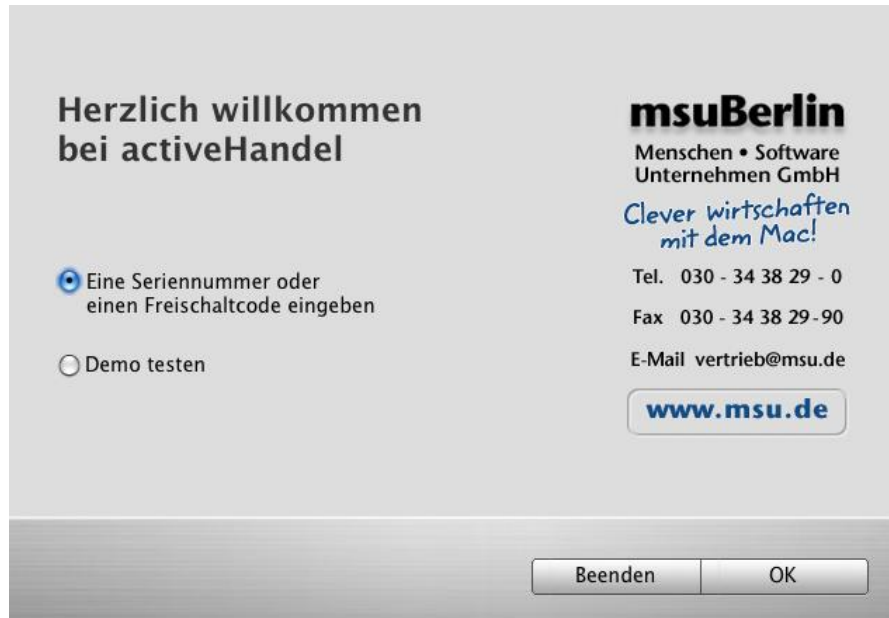 Herzlich willkommen
bei activeHandel
Eine Seriennummer oder
einen Freischaltcode eingeben
Demo testen
msuBerlin
Menschen • Software
Unternehmen GmbH
Clever wirtschaften
mit dem Mac!
Tel. 030 - 34 38 29 - 0
Fax 030 - 34 38 29-90
E-Mail vertrieb@msu.de
www.msu.de
Beenden
OK